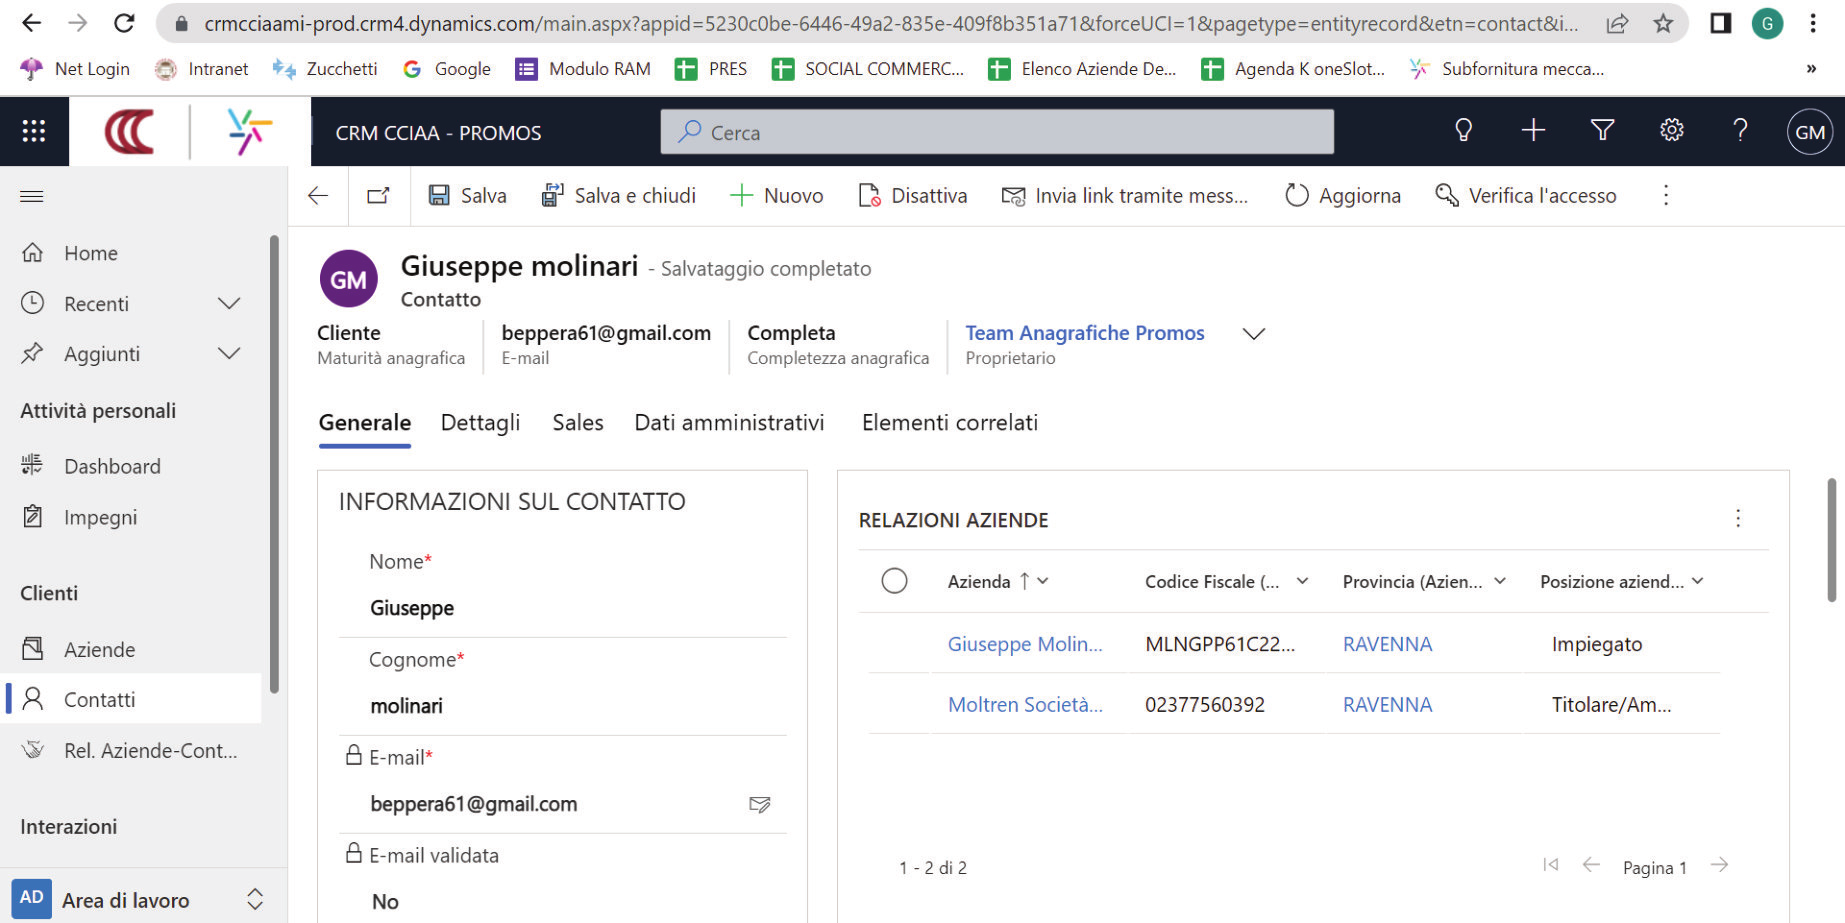 crmcciaami-prod.crm4.dynamics.com/main.aspx?appid=5230c0be-6446-49a2-835e-409f8b351a71&forceUCI=1&pagetype=entityrecord&etn=contact&i... G
Net Login Intranet Zucchetti Google Modulo RAM PRES SOCIAL COMMERC... Elenco Aziende De... Agenda K oneSlot... Subfornitura mecca... »
CRM CCIAA - PROMOS Cerca GM
Salva Salva e chiudi Nuovo Disattiva Invia link tramite mess... Aggiorna Verifica l'accesso
Home
Recenti
Aggiunti
Attività personali
Dashboard
Impegni
Clienti
Aziende
Contatti
Rel. Aziende-Cont...
Interazioni
AD Area di lavoro
GM Giuseppe molinari - Salvataggio completato
Contatto
Cliente beppera61@gmail.com Completa Team Anagrafiche Promos
Maturità anagrafica E-mail Completezza anagrafica Proprietario
Generale Dettagli Sales Dati amministrativi Elementi correlati
INFORMAZIONI SUL CONTATTO
Nome*
Giuseppe
Cognome*
molinari
E-mail*
beppera61@gmail.com
E-mail validata
No
RELAZIONI AZIENDE
Azienda ↑ Codice Fiscale (... Provincia (Azien... Posizione aziend...
Giuseppe Molin... MLNGPP61C22... RAVENNA Impiegato
Moltren Società... 02377560392 RAVENNA Titolare/Am...
1 - 2 di 2 Pagina 1